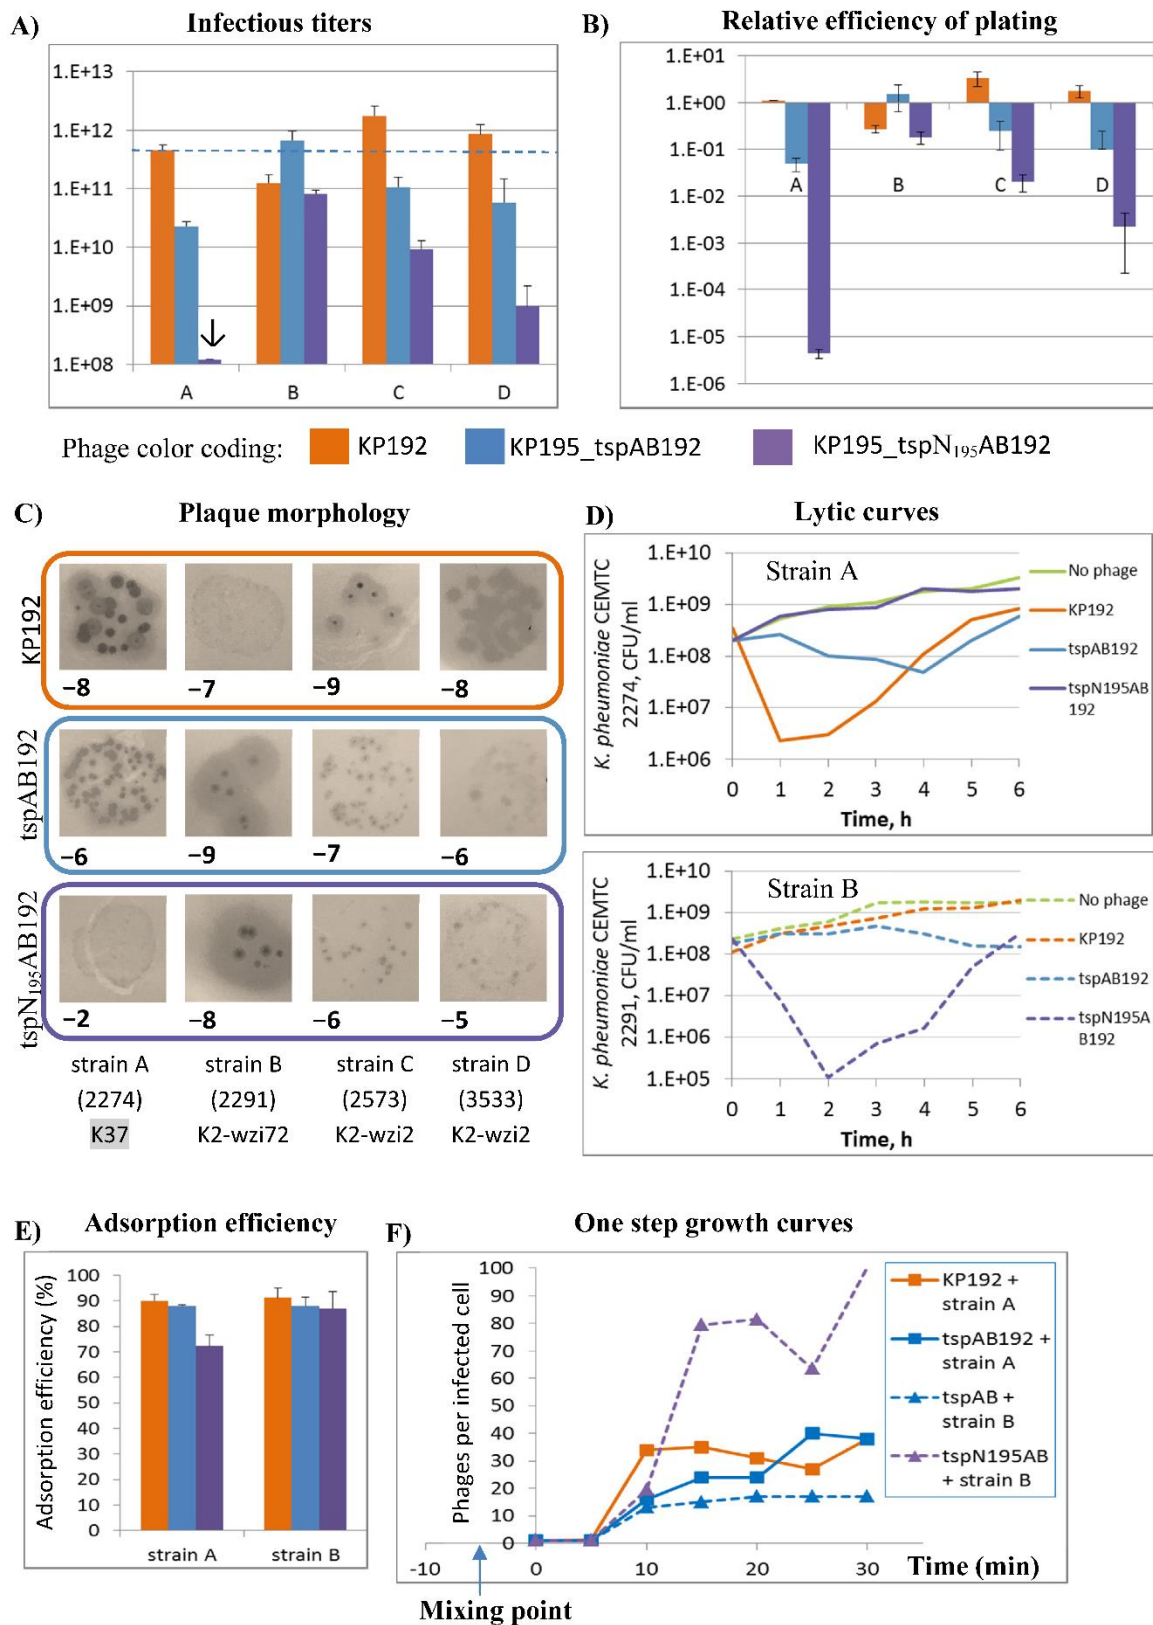 A) Infectious titers
1.E+13
1.E+12
1.E+11
1.E+10
1.E+09
1.E+08
A B C D
B) Relative efficiency of plating
1.E+01
1.E+00
1.E-01
1.E-02
1.E-03
1.E-04
1.E-05
1.E-06
A B C D
Phage color coding: KP192 KP195_tspAB192 KP195_tspN₁₉₅AB192
C) Plaque morphology
KP192
–8 –7 –9 –8
tspAB192
–6 –9 –7 –6
tspN₁₉₅AB192
–2 –8 –6 –5
strain A strain B strain C strain D
(2274) (2291) (2573) (3533)
K37 K2-wzi72 K2-wzi2 K2-wzi2
D) Lytic curves
K. pheumoniae CEMTC
2274, CFU/ml
1.E+10
1.E+09
1.E+08
1.E+07
1.E+06
Strain A
0 1 2 3 4 5 6
Time, h
No phage
KP192
tspAB192
tspN195AB
192
K. pheumoniae CEMTC
2291, CFU/ml
1.E+10
1.E+09
1.E+08
1.E+07
1.E+06
1.E+05
Strain B
0 1 2 3 4 5 6
Time, h
No phage
KP192
tspAB192
tspN195A
B192
E) Adsorption efficiency
Adsorption efficiency (%)
100
90
80
70
60
50
40
30
20
10
0
strain A strain B
F) One step growth curves
Phages per infected cell
100
80
60
50
40
30
20
10
0
-10 0 10 20 30 Time (min)
Mixing point
KP192 +
strain A
tspAB192 +
strain A
tspAB +
strain B
tspN195AB
+ strain B